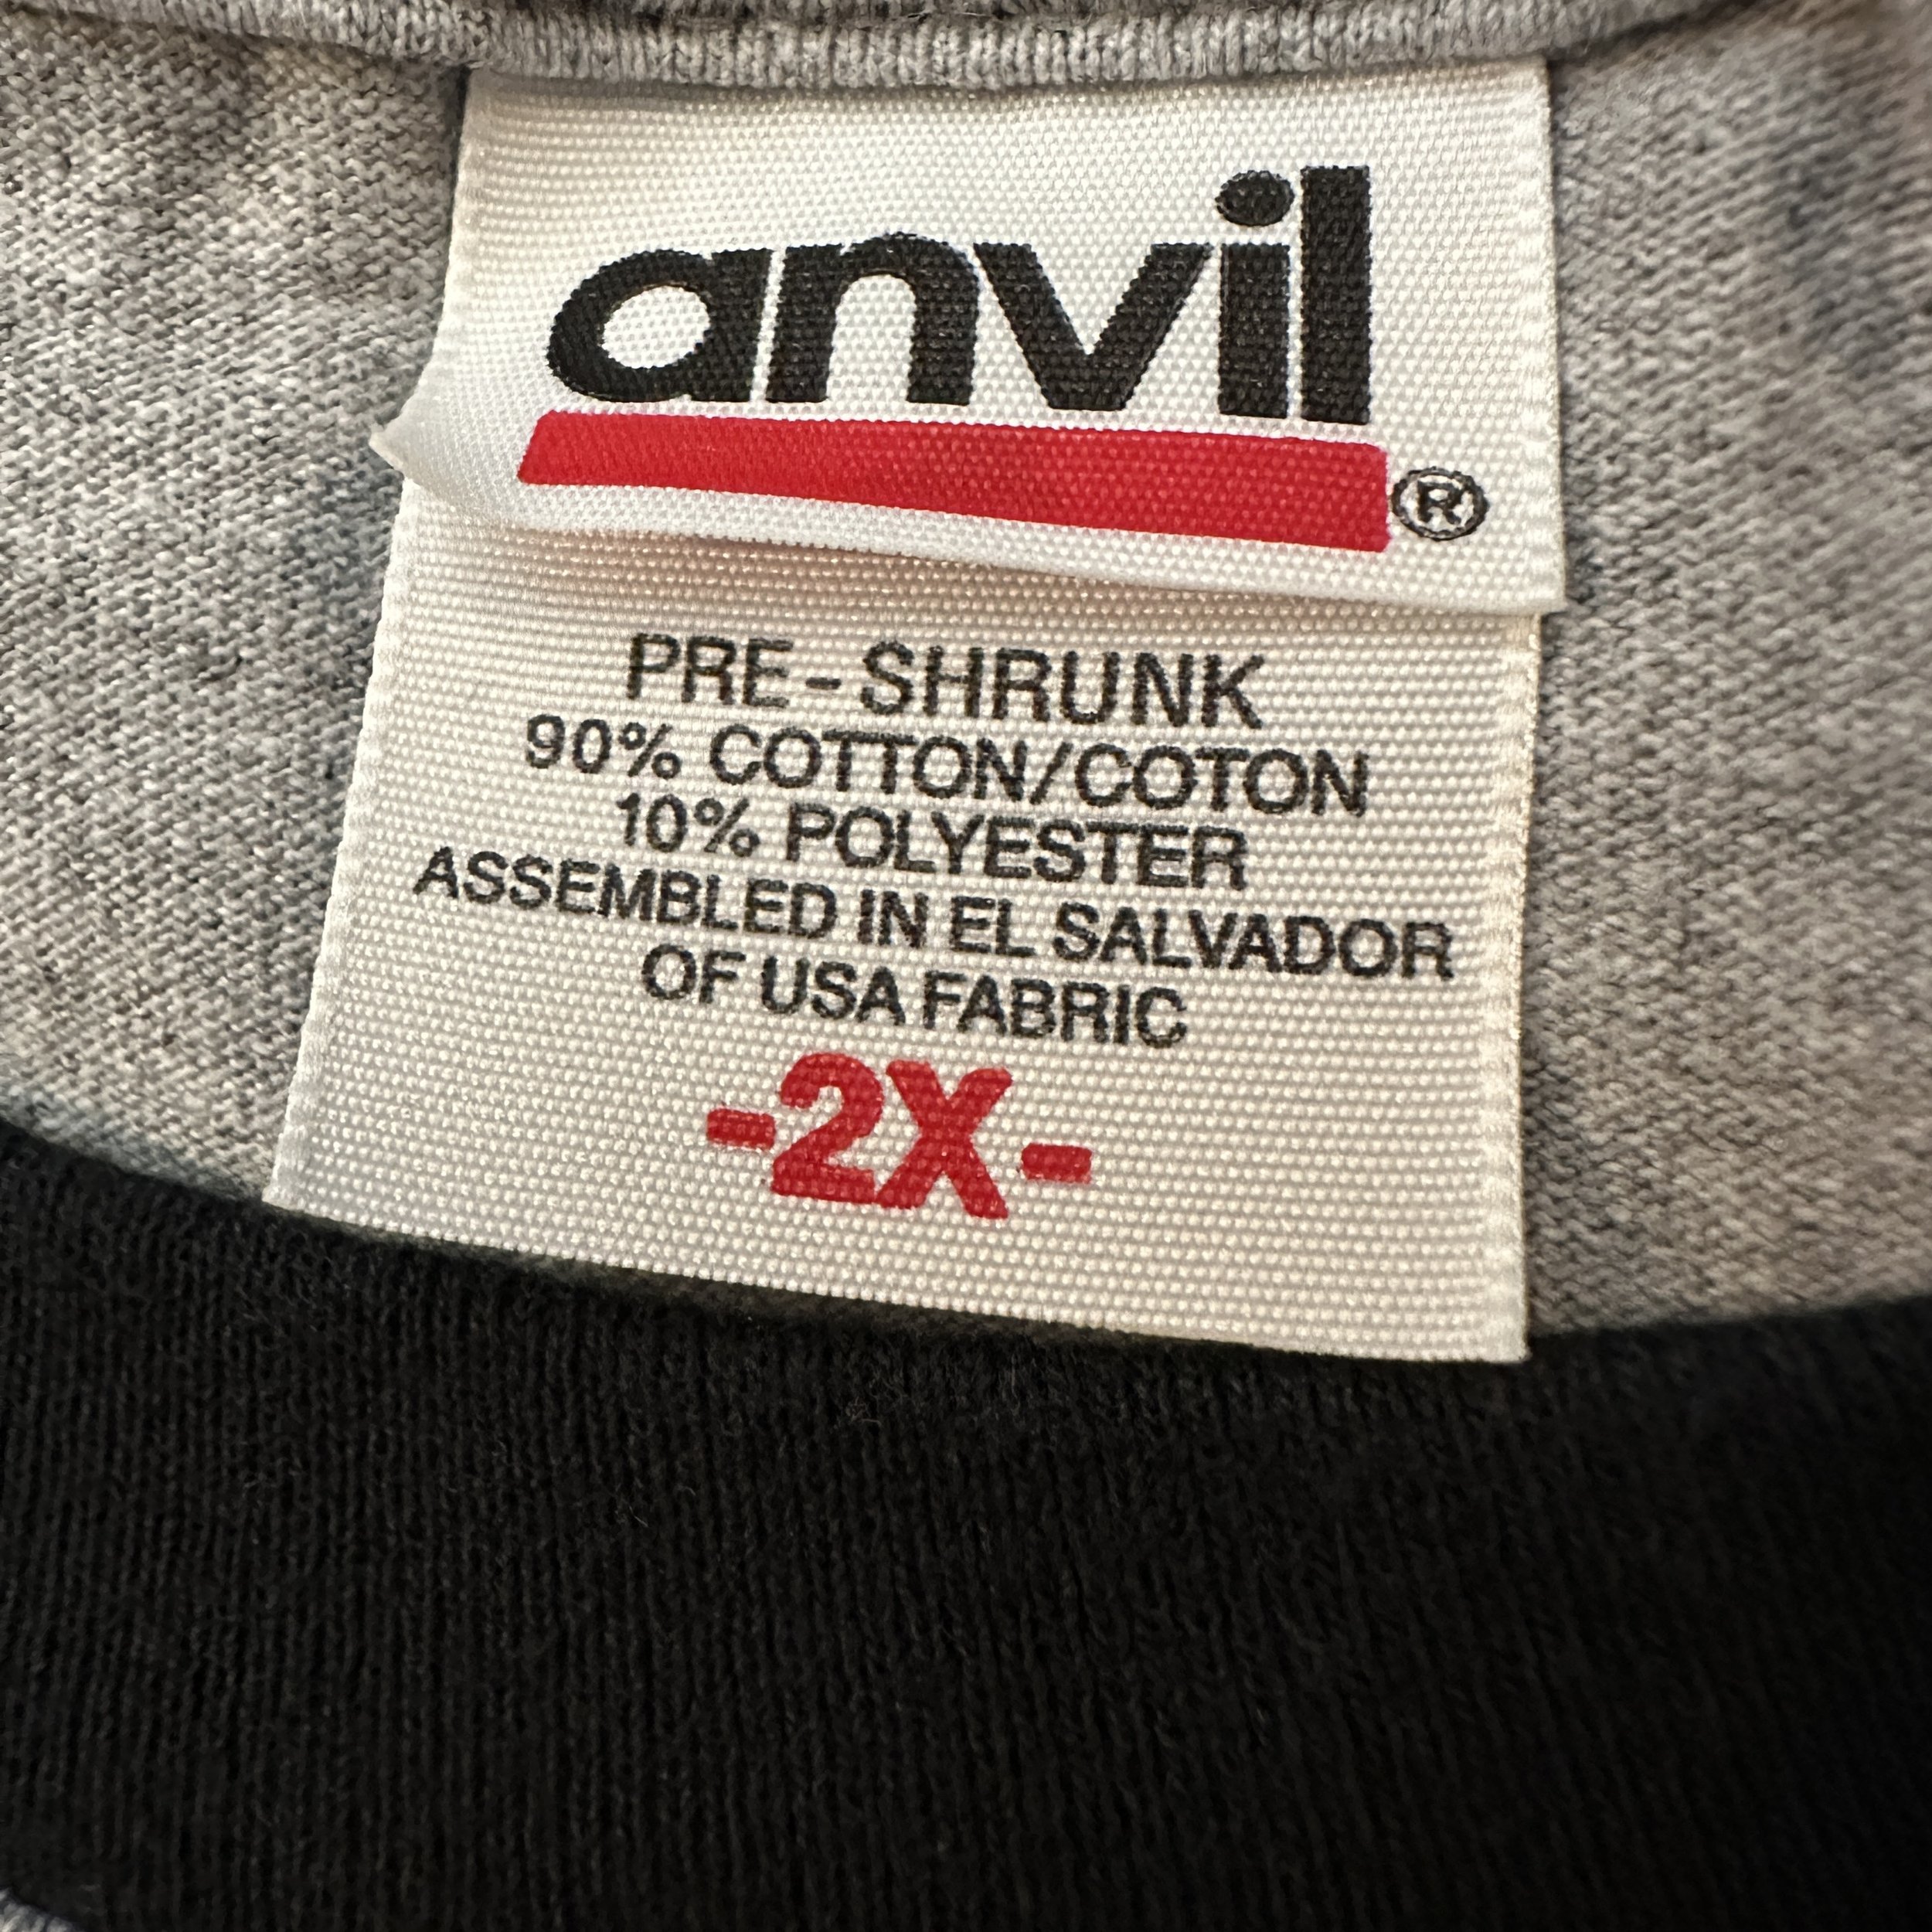 anvil®
PRE-SHRUNK
90% COTTON/COTON
10% POLYESTER
ASSEMBLED IN EL SALVADOR
OF USA FABRIC
-2X-